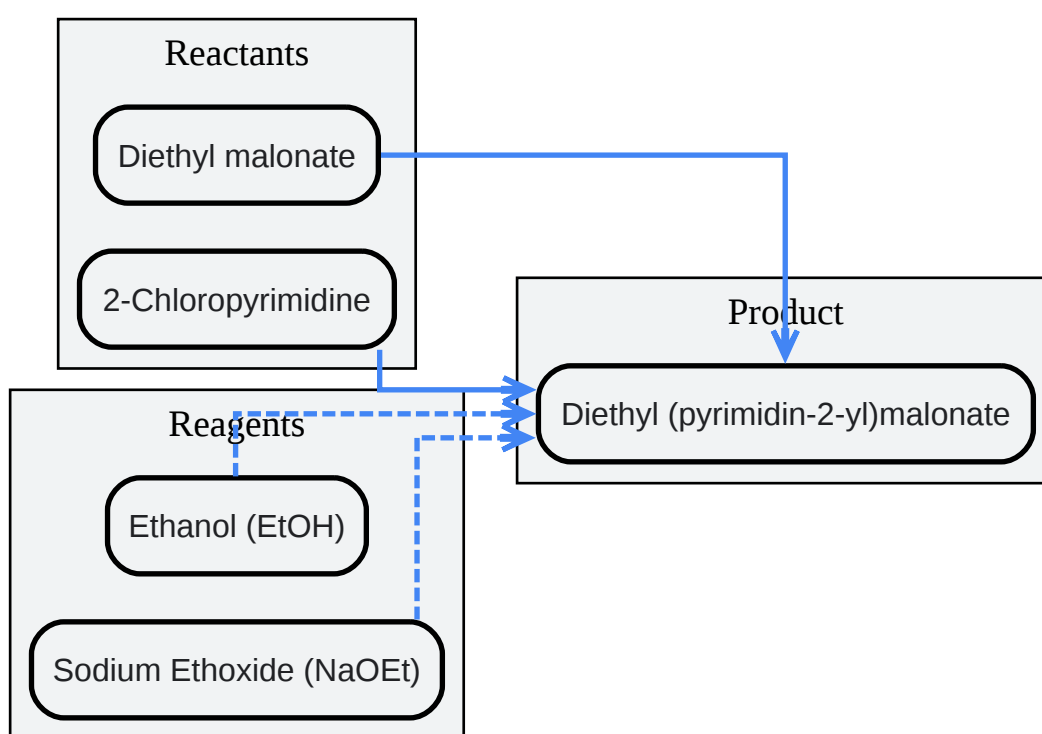 Reactants
Diethyl malonate
2-Chloropyrimidine
Product
Diethyl (pyrimidin-2-yl)malonate
Reagents
Ethanol (EtOH)
Sodium Ethoxide (NaOEt)